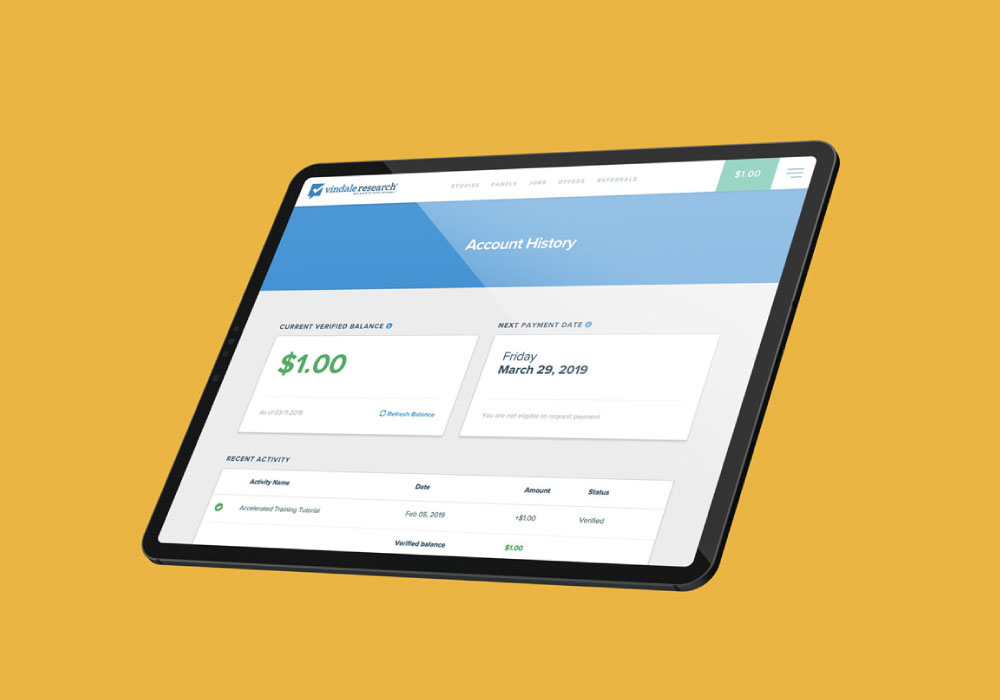 vindale research®
STUDIES PANELS JOBS OFFERS REFERRALS
$1.00
Account History
CURRENT VERIFIED BALANCE
NEXT PAYMENT DATE
$1.00
Friday
March 29, 2019
As of 03-11-2019
Refresh Balance
You are not eligible to request payment
RECENT ACTIVITY
Activity Name Date Amount Status
Accelerated Training Tutorial Feb 05, 2019 +$1.00 Verified
Verified balance $1.00